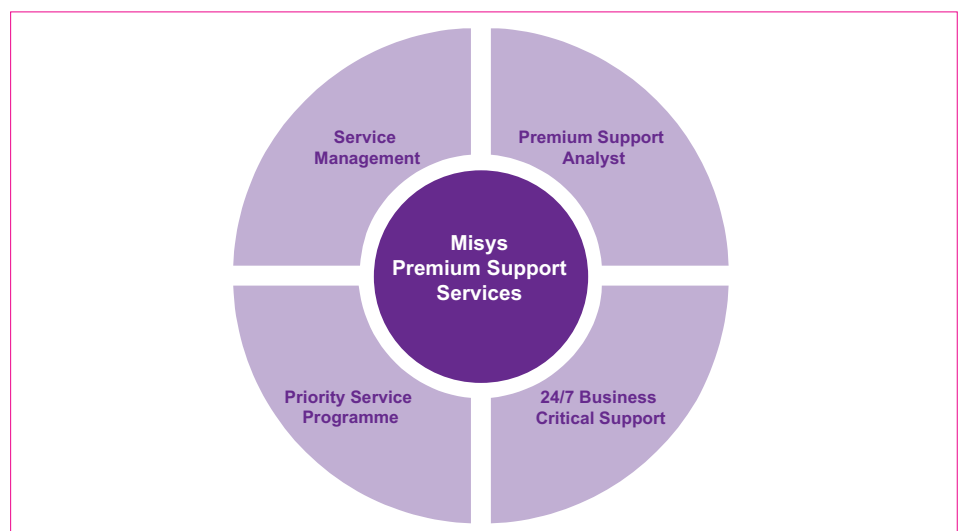 Service
Management
Premium Support
Analyst
Misys
Premium Support
Services
Priority Service
Programme
24/7 Business
Critical Support